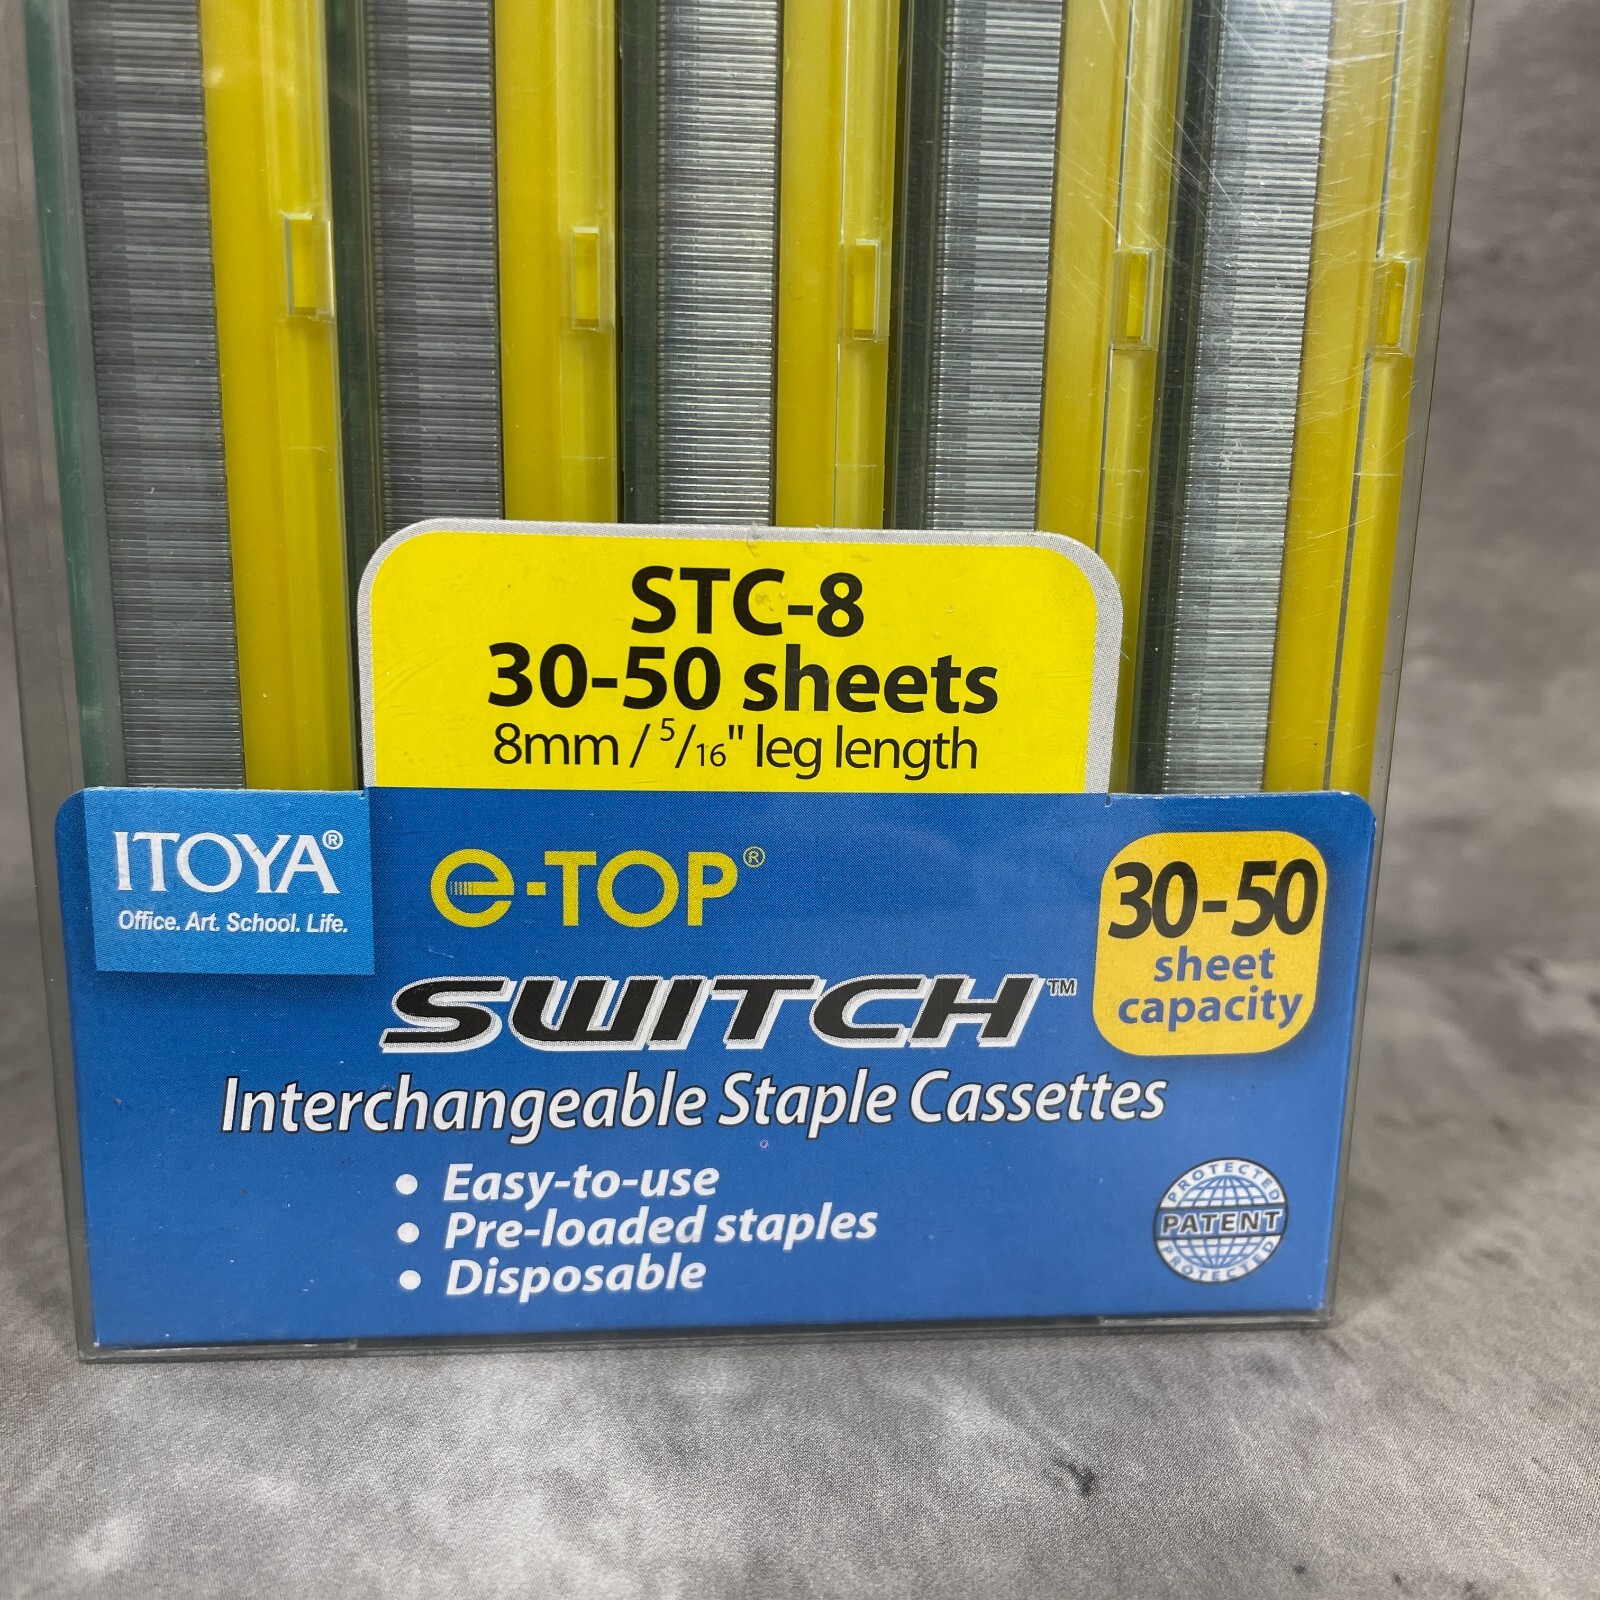 STC-8
30-50 sheets
8mm / 5/16" leg length
ITOYA®
Office. Art. School. Life.
e-TOP®
30-50
sheet
capacity
SWITCH™
Interchangeable Staple Cassettes
• Easy-to-use
• Pre-loaded staples
• Disposable
PROTECTED
PATENT
PROTECTED